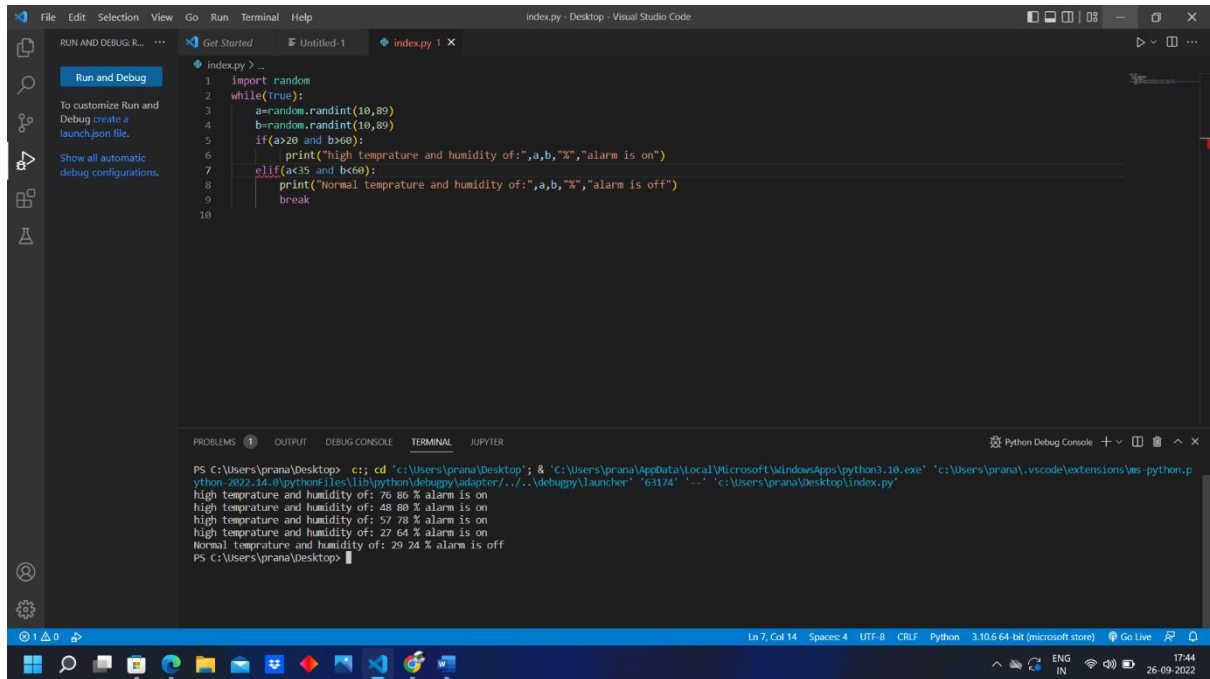 File Edit Selection View Go Run Terminal Help index.py - Desktop - Visual Studio Code
RUN AND DEBUG: R... ...
Get Started Untitled-1 index.py 1
Run and Debug
To customize Run and
Debug create a
launch.json file.
Show all automatic
debug configurations.
index.py > ...
1 import random
2 while(True):
3 a=random.randint(10,89)
4 b=random.randint(10,89)
5 if(a>20 and b>60):
6 print("high temprature and humidity of:",a,b,"%","alarm is on")
7 elif(a<35 and b<60):
8 print("Normal temprature and humidity of:",a,b,"%","alarm is off")
9 break
10
PROBLEMS 1 OUTPUT DEBUG CONSOLE TERMINAL JUPYTER
Python Debug Console
PS C:\Users\prana\Desktop> c:; cd 'c:\Users\prana\Desktop'; & 'C:\Users\prana\AppData\Local\Microsoft\WindowsApps\python3.10.exe' 'c:\Users\prana\.vscode\extensions\ms-python.p
ython-2022.14.0\pythonFiles\lib\python\debugpy\adapter/../..\debugpy\launcher' '63174' '--' 'c:\Users\prana\Desktop\index.py'
high temprature and humidity of: 76 86 % alarm is on
high temprature and humidity of: 48 80 % alarm is on
high temprature and humidity of: 57 78 % alarm is on
high temprature and humidity of: 27 64 % alarm is on
Normal temprature and humidity of: 29 24 % alarm is off
PS C:\Users\prana\Desktop>
1 0 Ln 7, Col 14 Spaces: 4 UTF-8 CRLF Python 3.10.6 64-bit (microsoft store) Go Live
ENG
IN
17:44
26-09-2022